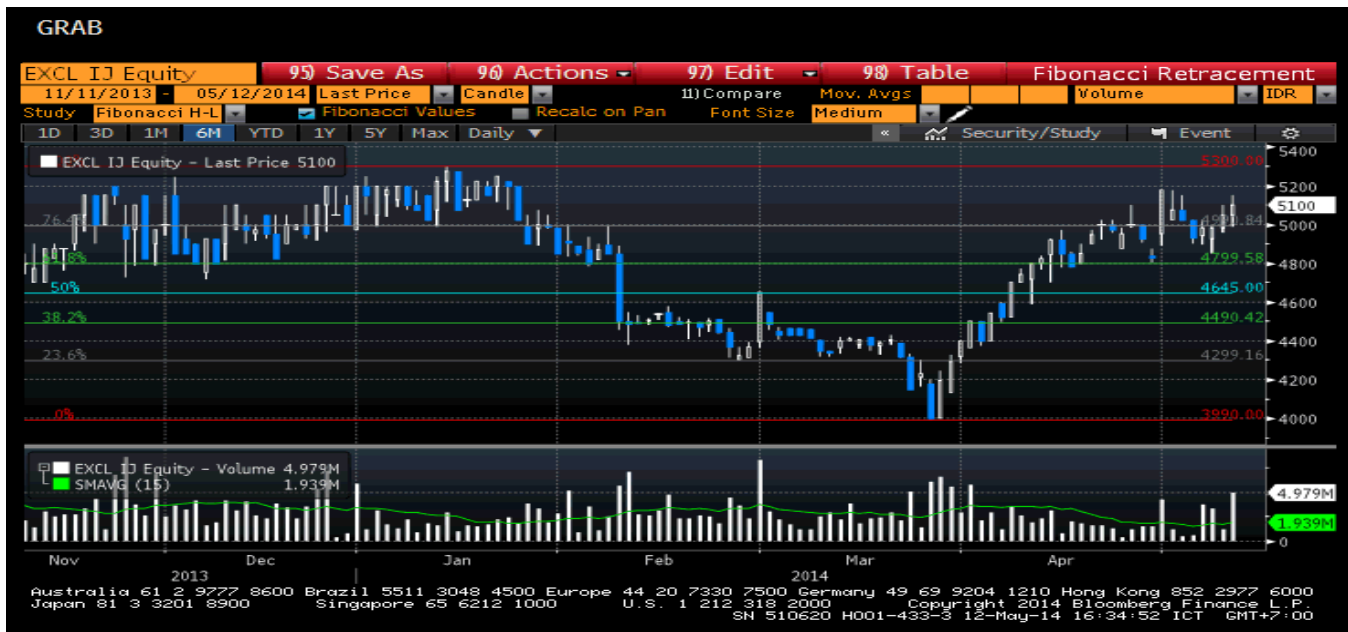 GRAB
EXCL IJ Equity 95) Save As 96) Actions 97) Edit 98) Table Fibonacci Retracement
11/11/2013 - 05/12/2014 Last Price Candle 11) Compare Mov. Avgs Volume IDR
Study Fibonacci H-L Fibonacci Values Recalc on Pan Font Size Medium
1D 3D 1M 6M YTD 1Y 5Y Max Daily « Security/Study Event
EXCL IJ Equity - Last Price 5100
5300.00
5400
5200
5100
76.4%
5000
61.8% 4799.58
4800
50% 4645.00
4600
38.2% 4490.42
4400
23.6% 4299.16
4200
0% 3990.00
4000
EXCL IJ Equity - Volume 4.979M
SMAVG (15) 1.939M
4.979M
1.939M
0
Nov Dec Jan Feb Mar Apr
2013 2014
Australia 61 2 9777 8600 Brazil 5511 3048 4500 Europe 44 20 7330 7500 Germany 49 69 9204 1210 Hong Kong 852 2977 6000
Japan 81 3 3201 8900 Singapore 65 6212 1000 U.S. 1 212 318 2000 Copyright 2014 Bloomberg Finance L.P.
SN 510620 H001-433-3 12-May-14 16:34:52 ICT GMT+7:00